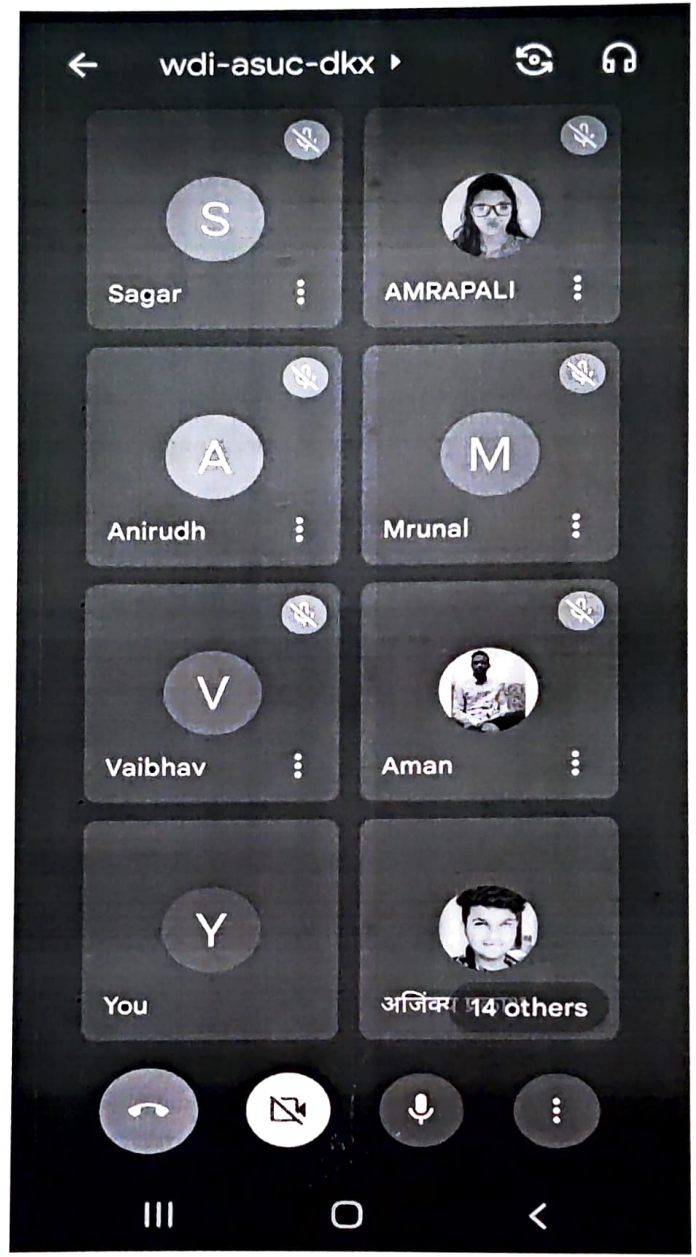 wdi-asuc-dkx
S
Sagar
AMRAPALI
A
Anirudh
M
Mrunal
V
Vaibhav
Aman
Y
You
अजिंक्य
14 others